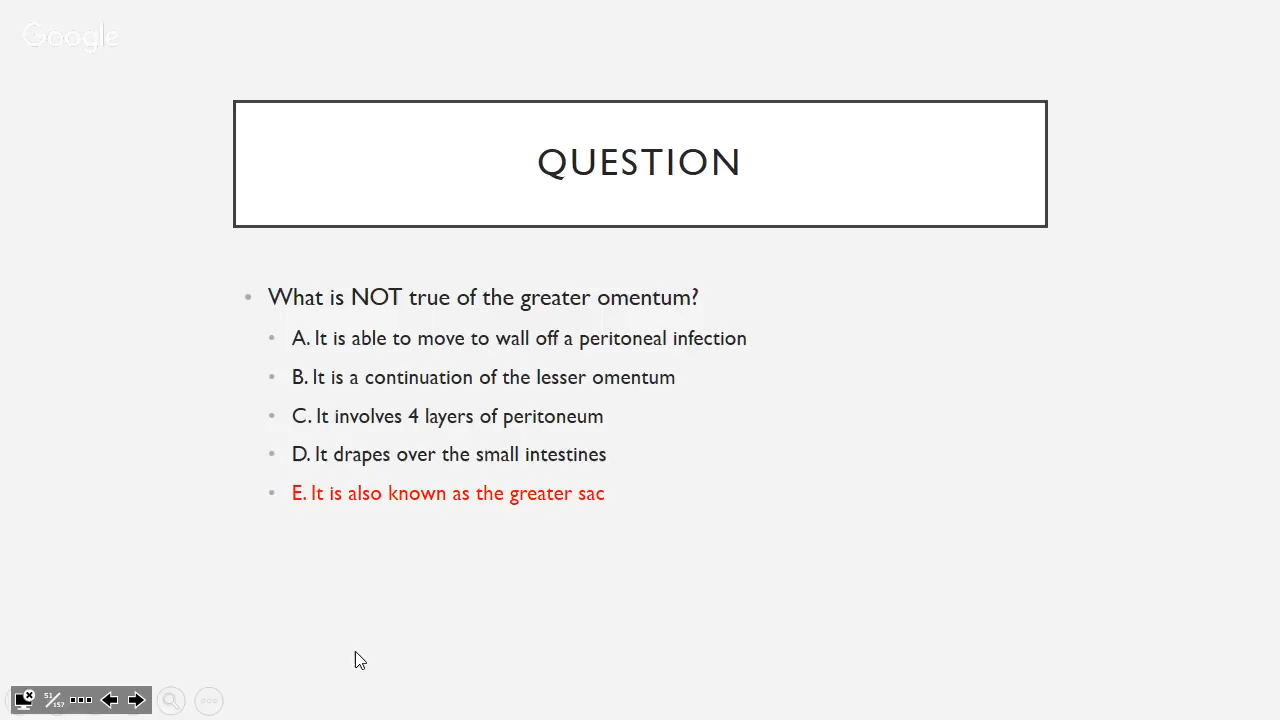 Google
QUESTION
• What is NOT true of the greater omentum?
• A. It is able to move to wall off a peritoneal infection
• B. It is a continuation of the lesser omentum
• C. It involves 4 layers of peritoneum
• D. It drapes over the small intestines
• E. It is also known as the greater sac
51/157